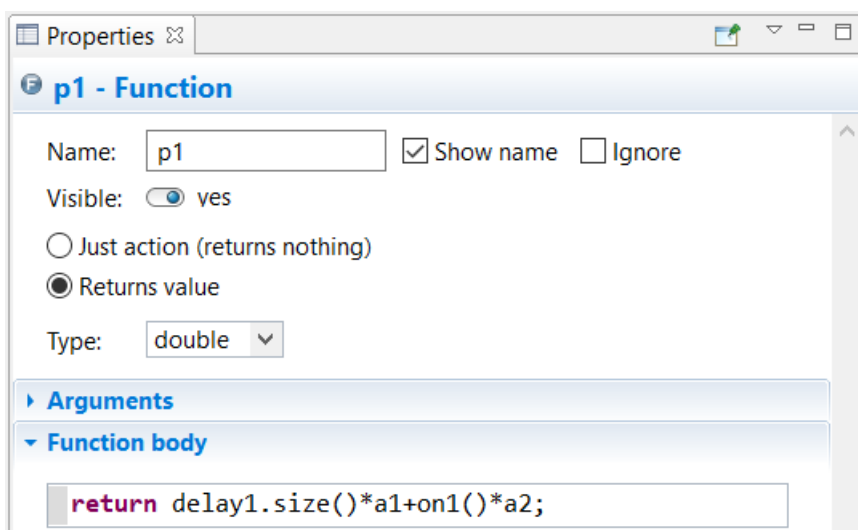 Properties
p1 - Function
Name: p1 Show name Ignore
Visible: yes
Just action (returns nothing)
Returns value
Type: double
Arguments
Function body
return delay1.size()*a1+on1()*a2;